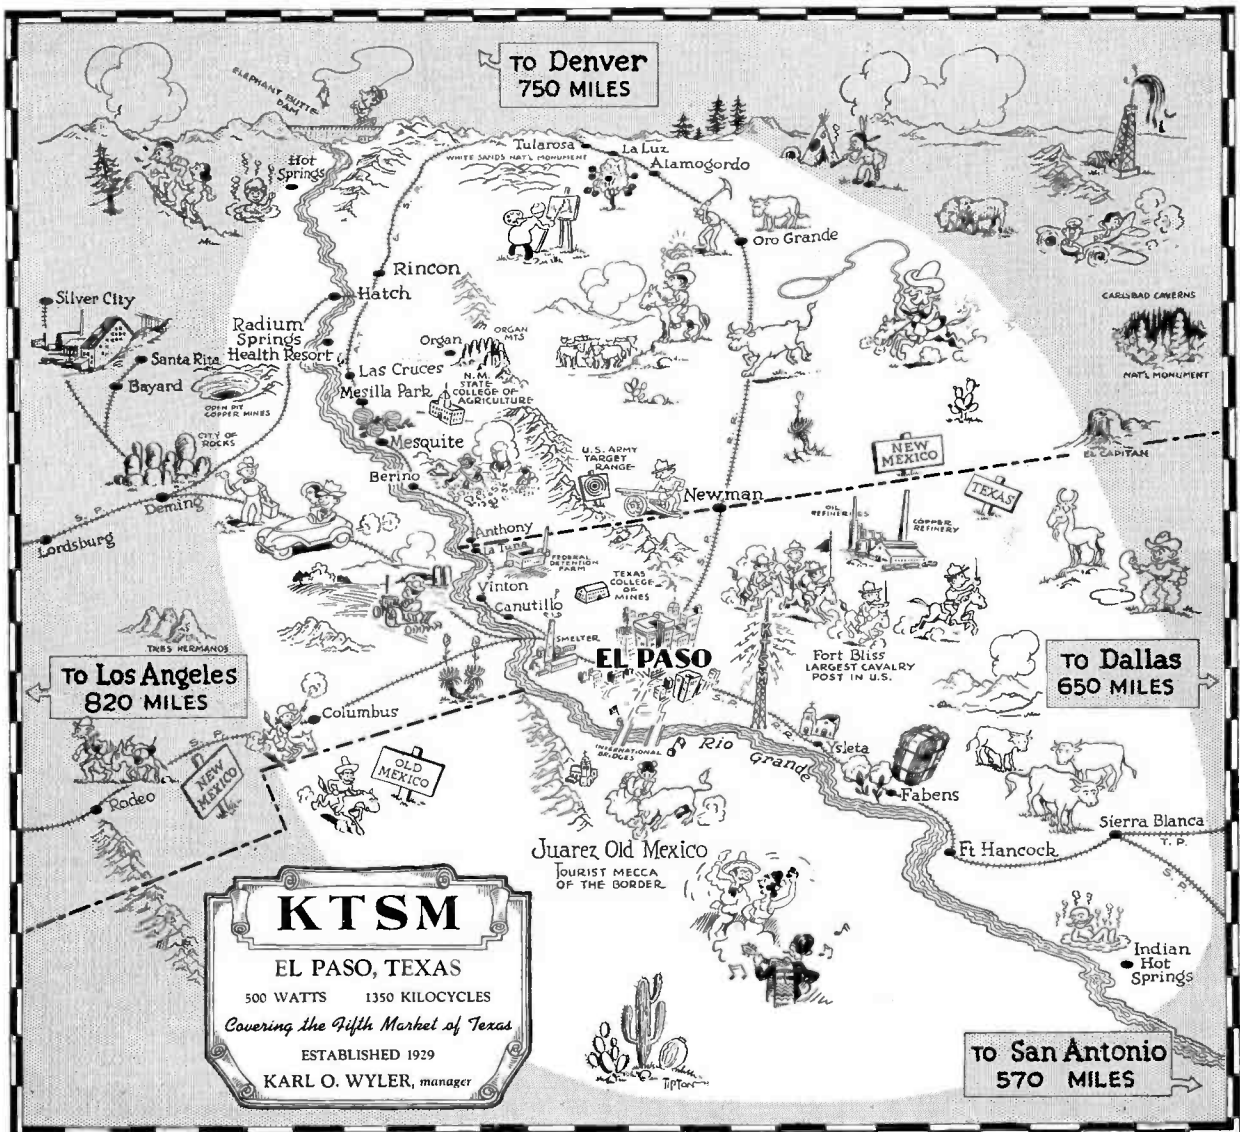 TO Denver
750 MILES
ELEPHANT BUTTE
DAM
Hot
Springs
Tularosa
La Luz
WHITE SANDS NAT'L MONUMENT
Alamogordo
Oro Grande
Rincon
Hatch
Silver City
Santa Rita
Bayard
OPEN PIT
COPPER MINES
Radium
Springs
Health Resort
Organ
ORGAN
MTS
Las Cruces
Mesilla Park
N.M.
STATE
COLLEGE OF
AGRICULTURE
CARLSBAD CAVERNS
NAT'L MONUMENT
CITY OF
ROCKS
Mesquite
Berino
U.S. ARMY
TARGET
RANGE
NEW
MEXICO
EL CAPITAN
TEXAS
Newman
Deming
S. P.
Lordsburg
Anthony
La Tuna
FEDERAL
DETENTION
FARM
OIL
REFINERIES
COPPER
REFINERY
Vinton
Canutillo
TEXAS
COLLEGE
OF
MINES
SMELTER
EL PASO
KTSM
Fort Bliss
LARGEST CAVALRY
POST IN U.S.
TRES HERMANOS
TO Los Angeles
820 MILES
TO Dallas
650 MILES
Columbus
S. P.
NEW
MEXICO
OLD
MEXICO
Rodeo
INTERNATIONAL
BRIDGES
Rio
Grande
S. P.
R.R.
Ysleta
Fabens
Sierra Blanca
T. P.
S. P.
Ft Hancock
Juarez Old Mexico
TOURIST MECCA
OF THE BORDER
Indian
Hot
Springs
KTSM
EL PASO, TEXAS
500 WATTS 1350 KILOCYCLES
Covering the Fifth Market of Texas
ESTABLISHED 1929
KARL O. WYLER, manager
TIPTON
TO San Antonio
570 MILES